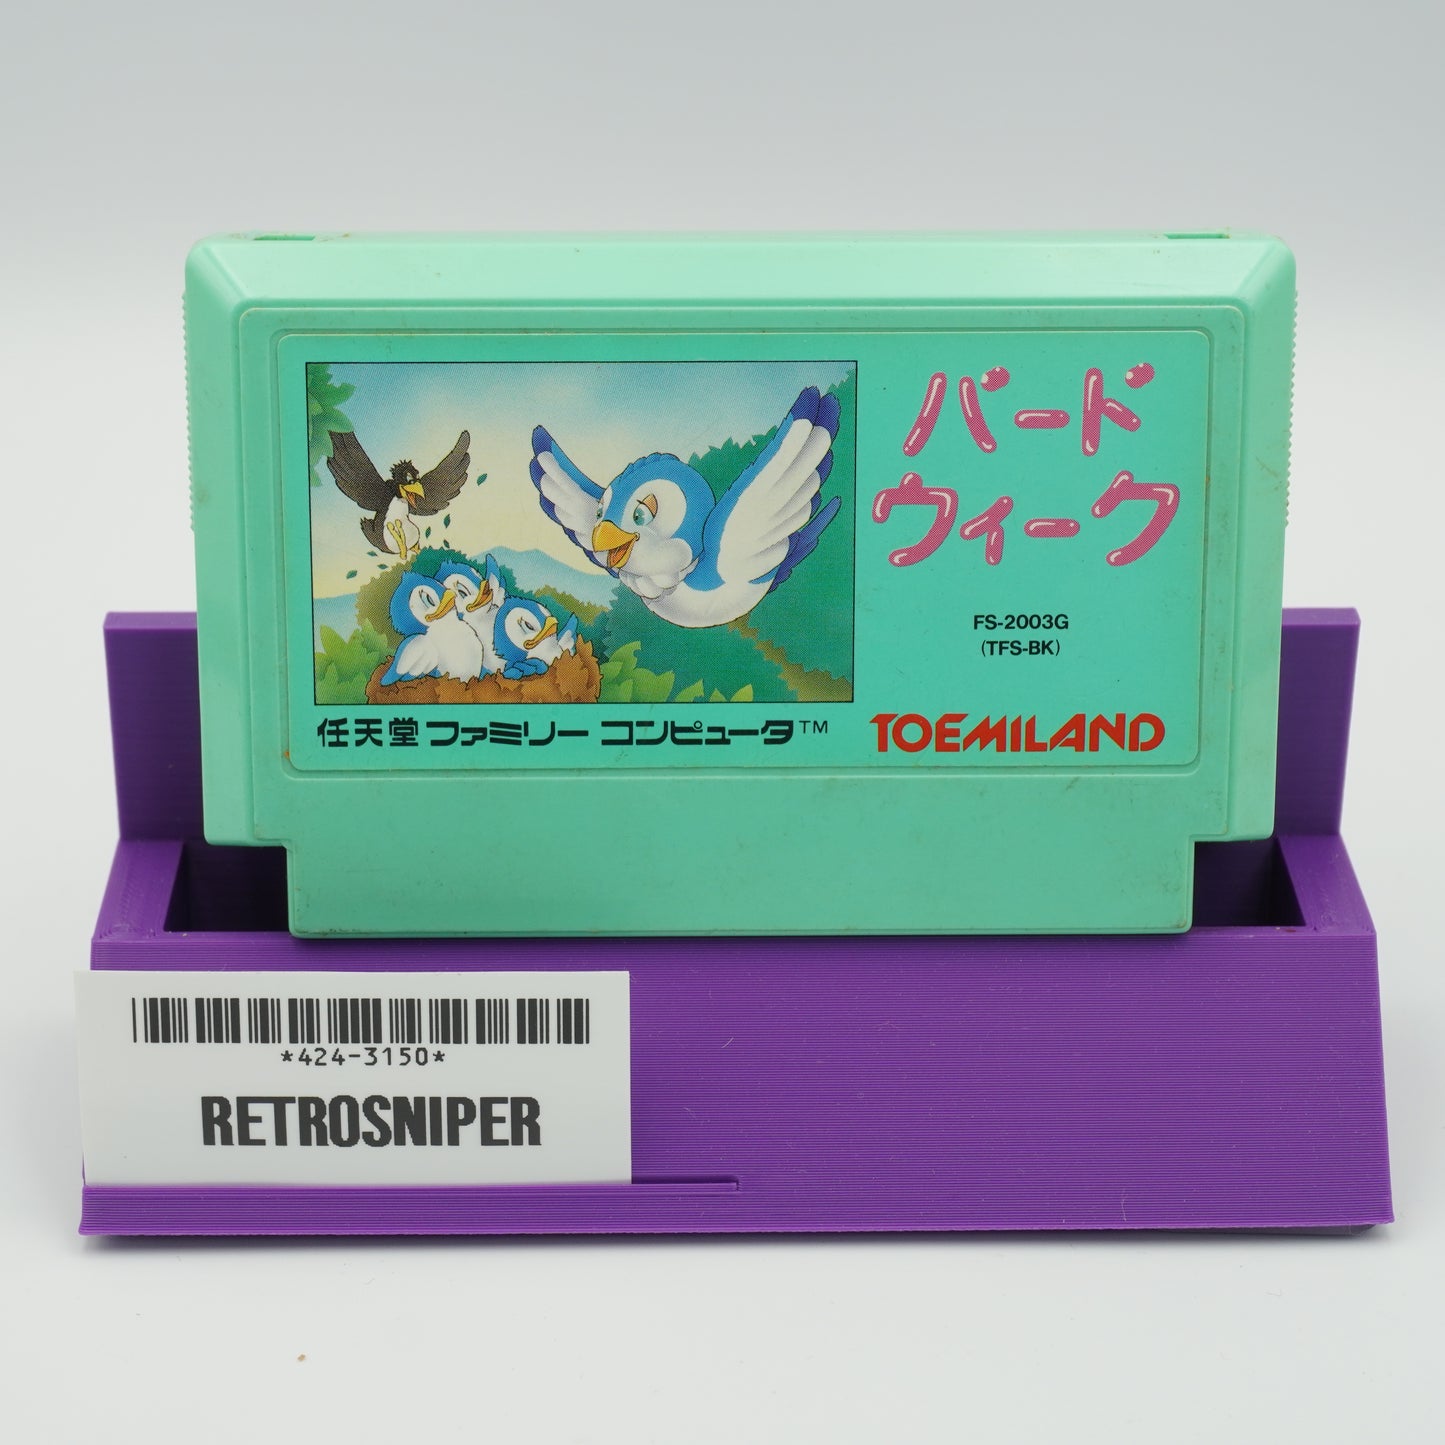 バード
ウィーク
FS-2003G
(TFS-BK)
任天堂 ファミリー コンピュータ™
TOEMILAND
*424-3150*
RETROSNIPER